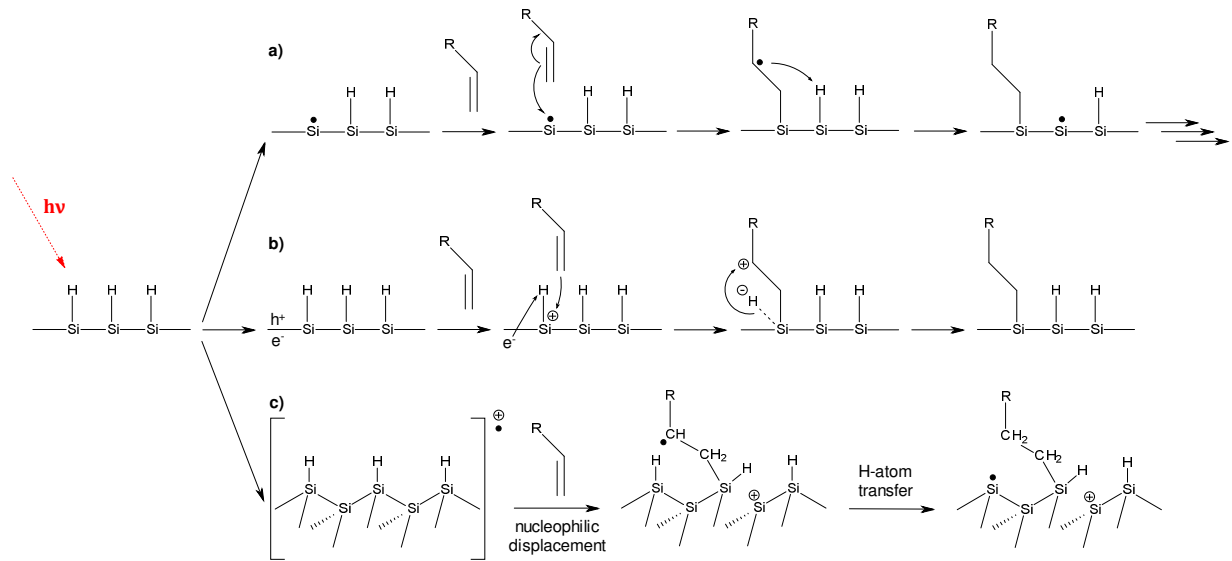 a)
R
R
R
R
H H
H H
H H
H
Si Si Si
Si Si Si
Si Si Si
Si Si Si
hν
b)
R
R
R
R
H H H
H H H
H H H
H H H
H H
h+
e-
Si Si Si
Si Si Si
Si Si Si
Si Si Si
Si Si Si
e-
c)
R
R
R
H H H
CH
CH2
H H H
CH2
CH2
H H
Si Si Si Si Si
Si Si Si Si Si
Si Si Si Si Si
nucleophilic
displacement
H-atom
transfer